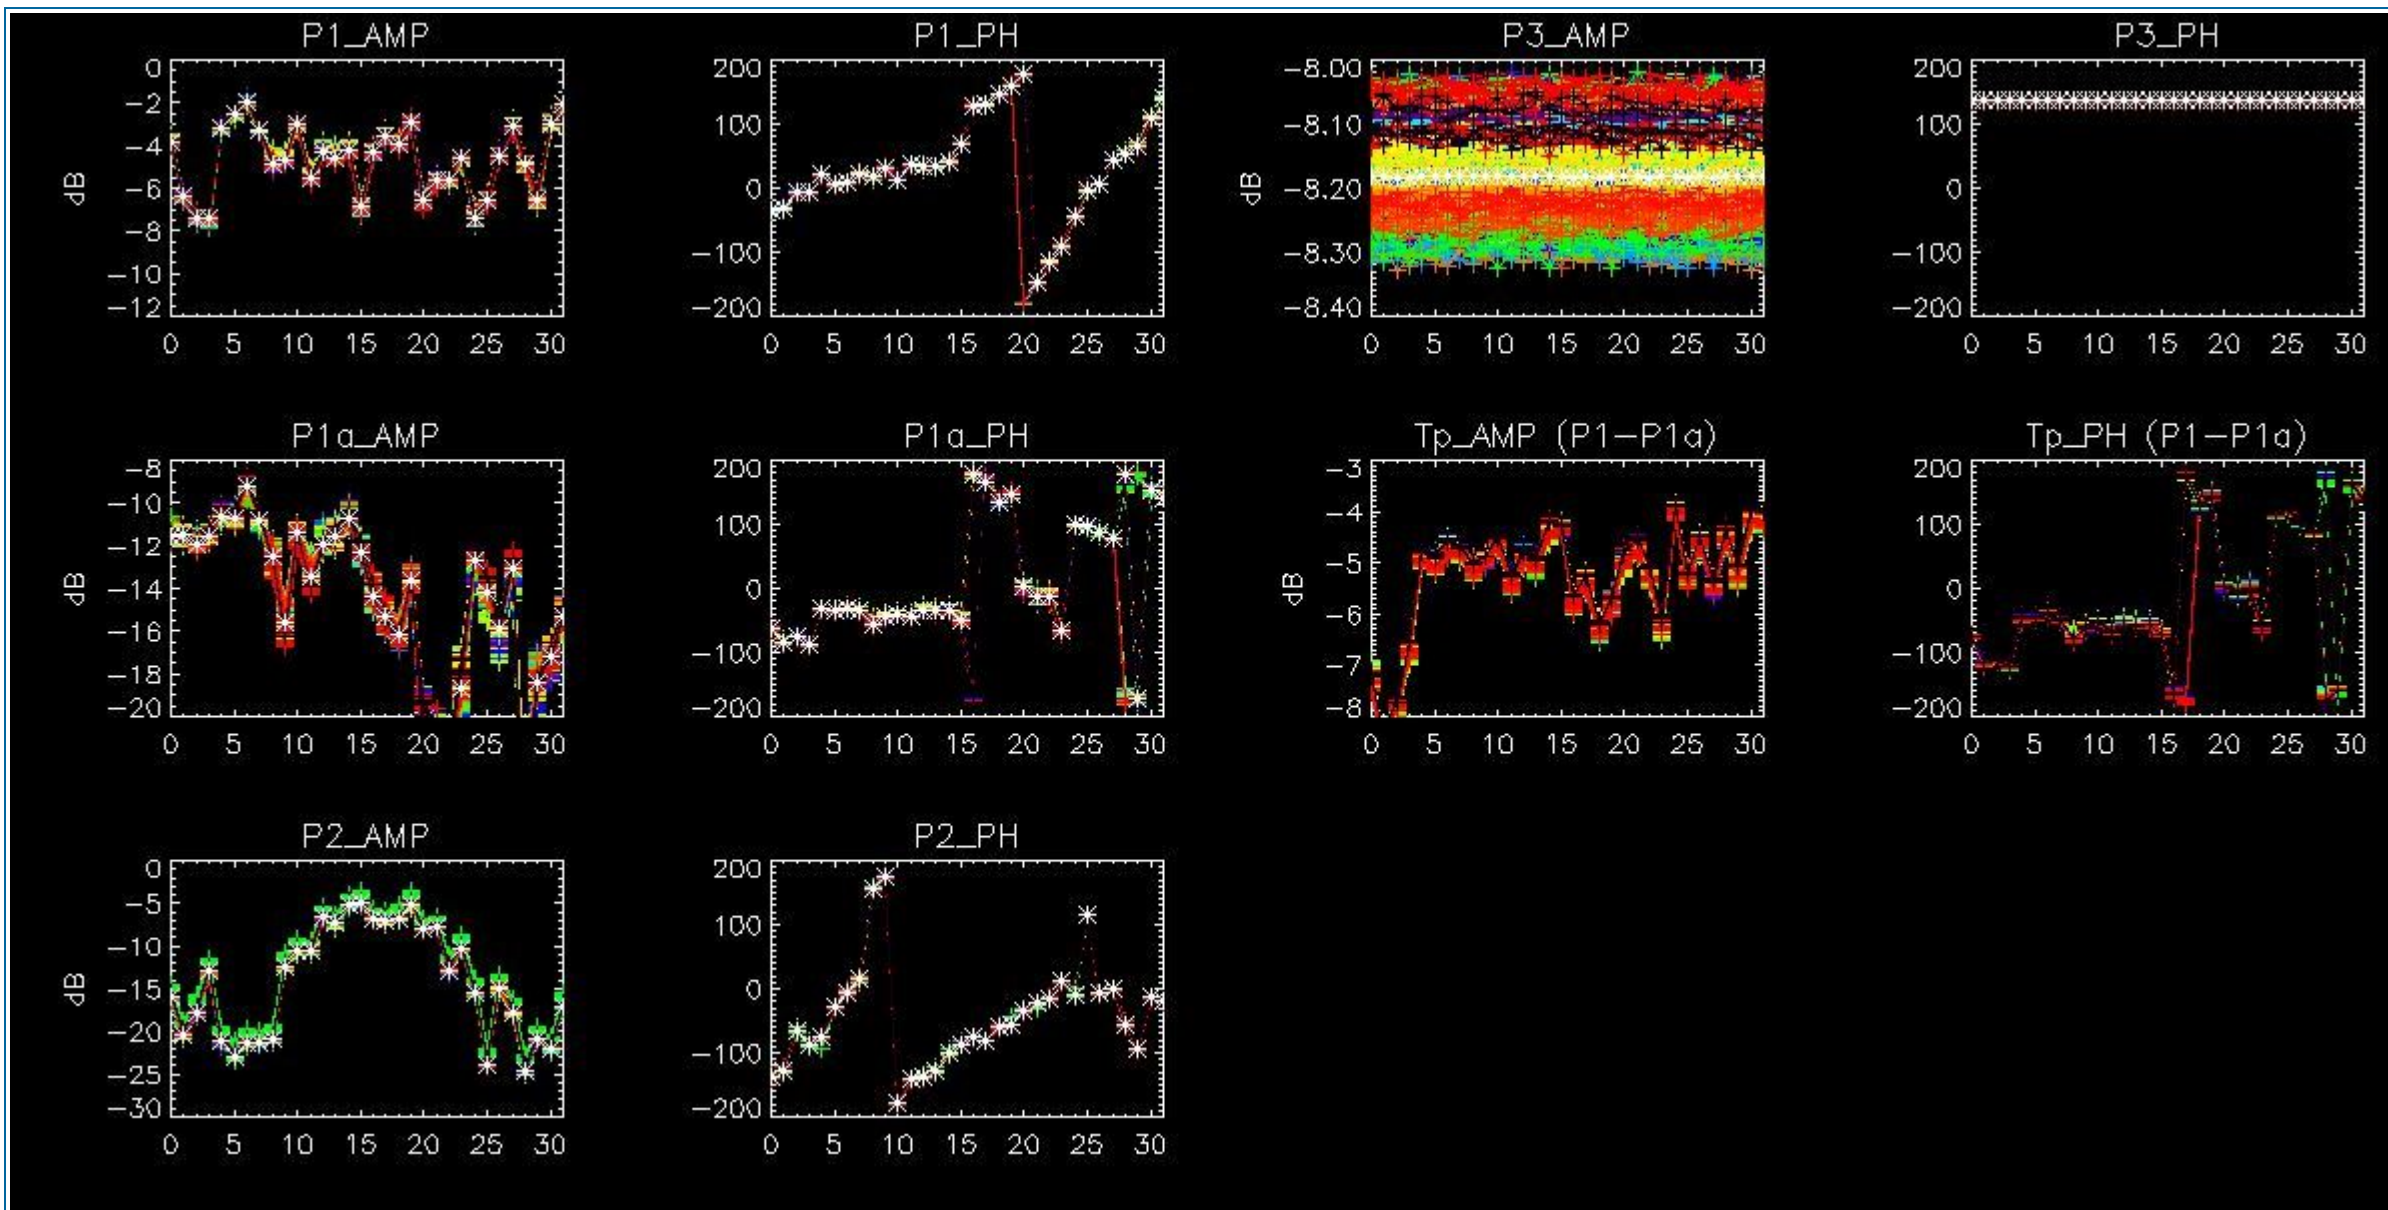 P1_AMP
0
−2
−4
−6
−8
−10
−12
dB
0 5 10 15 20 25 30
P1_PH
200
100
0
−100
−200
0 5 10 15 20 25 30
P3_AMP
−8.00
−8.10
−8.20
−8.30
−8.40
dB
0 5 10 15 20 25 30
P3_PH
200
100
0
−100
−200
0 5 10 15 20 25 30
P1a_AMP
−8
−10
−12
−14
−16
−18
−20
dB
0 5 10 15 20 25 30
P1a_PH
200
100
0
−100
−200
0 5 10 15 20 25 30
Tp_AMP (P1−P1a)
−3
−4
−5
−6
−7
−8
dB
0 5 10 15 20 25 30
Tp_PH (P1−P1a)
200
100
0
−100
−200
0 5 10 15 20 25 30
P2_AMP
0
−5
−10
−15
−20
−25
−30
dB
0 5 10 15 20 25 30
P2_PH
200
100
0
−100
−200
0 5 10 15 20 25 30